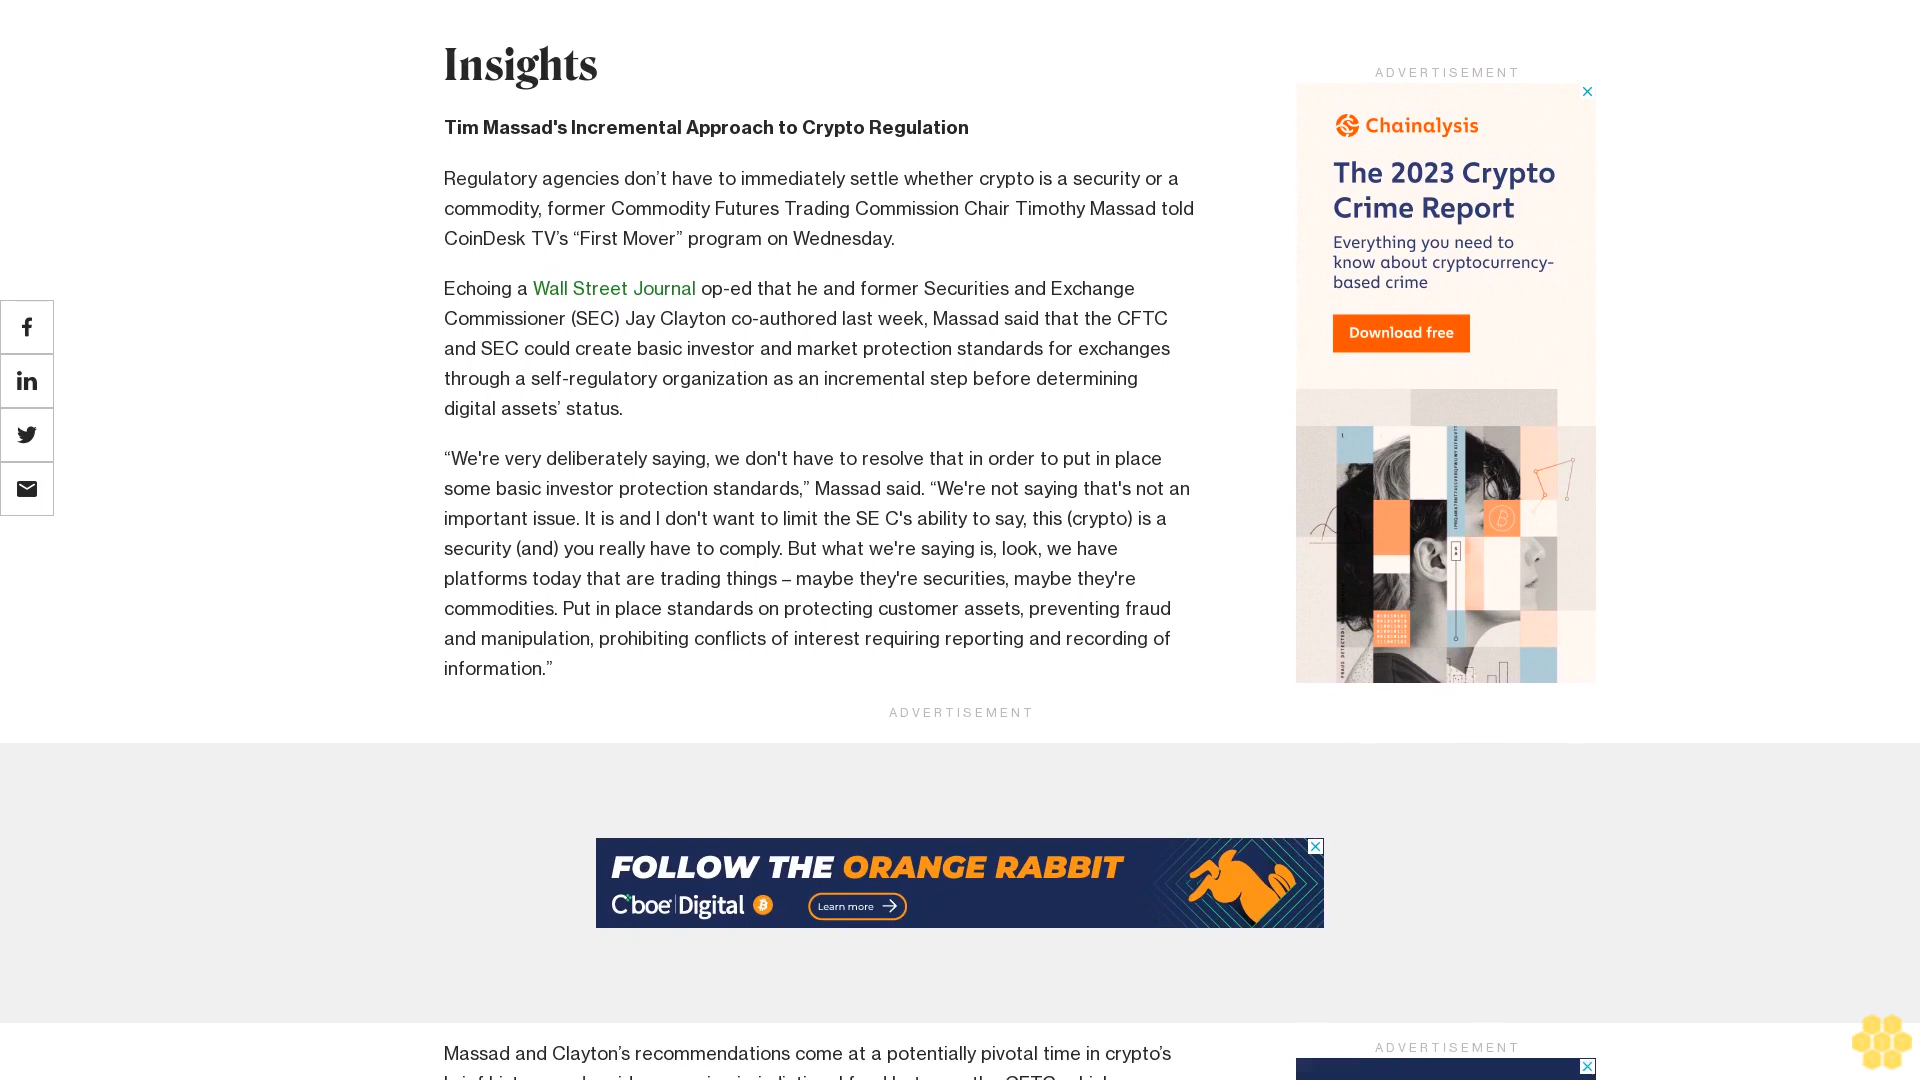 Insights
ADVERTISEMENT
Tim Massad's Incremental Approach to Crypto Regulation
Regulatory agencies don’t have to immediately settle whether crypto is a security or a
commodity, former Commodity Futures Trading Commission Chair Timothy Massad told
CoinDesk TV’s “First Mover” program on Wednesday.
Echoing a Wall Street Journal op-ed that he and former Securities and Exchange
Commissioner (SEC) Jay Clayton co-authored last week, Massad said that the CFTC
and SEC could create basic investor and market protection standards for exchanges
through a self-regulatory organization as an incremental step before determining
digital assets’ status.
“We're very deliberately saying, we don't have to resolve that in order to put in place
some basic investor protection standards,” Massad said. “We're not saying that's not an
important issue. It is and I don't want to limit the SE C's ability to say, this (crypto) is a
security (and) you really have to comply. But what we're saying is, look, we have
platforms today that are trading things – maybe they're securities, maybe they're
commodities. Put in place standards on protecting customer assets, preventing fraud
and manipulation, prohibiting conflicts of interest requiring reporting and recording of
information.”
Chainalysis
The 2023 Crypto
Crime Report
Everything you need to
know about cryptocurrency-
based crime
Download free
ADVERTISEMENT
FOLLOW THE ORANGE RABBIT
Cboe Digital
Learn more
Massad and Clayton’s recommendations come at a potentially pivotal time in crypto’s
ADVERTISEMENT